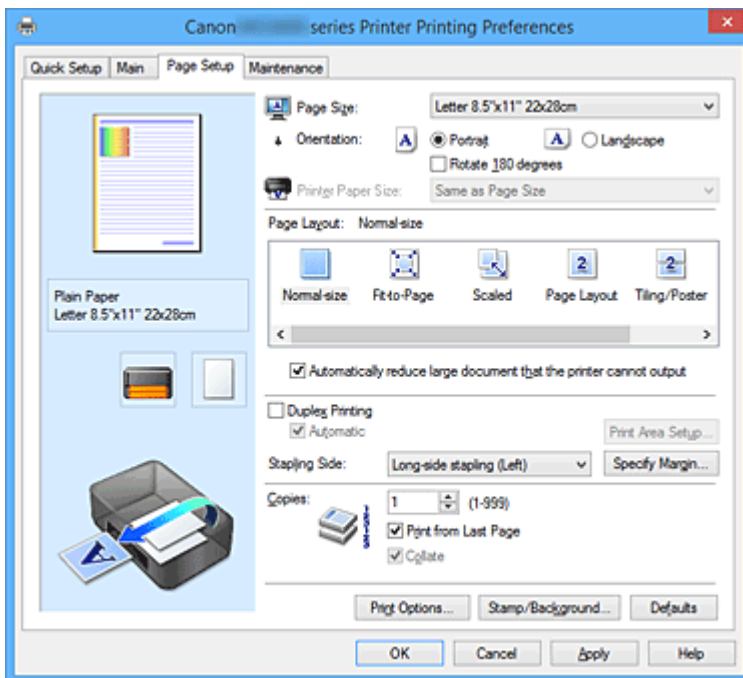 Canon series Printer Printing Preferences
Quick Setup Main Page Setup Maintenance
Page Size: Letter 8.5"x11" 22x28cm
Orientation: A Portrait A Landscape
Rotate 180 degrees
Printer Paper Size: Same as Page Size
Page Layout: Normal-size
2 2
Normal-size Fit-to-Page Scaled Page Layout Tiling/Poster
Plain Paper
Letter 8.5"x11" 22x28cm
Automatically reduce large document that the printer cannot output
Duplex Printing
Automatic
Print Area Setup...
Stapling Side: Long-side stapling (Left) Specify Margin...
Copies: 1 (1-999)
Print from Last Page
Collate
A
Print Options... Stamp/Background... Defaults
OK Cancel Apply Help